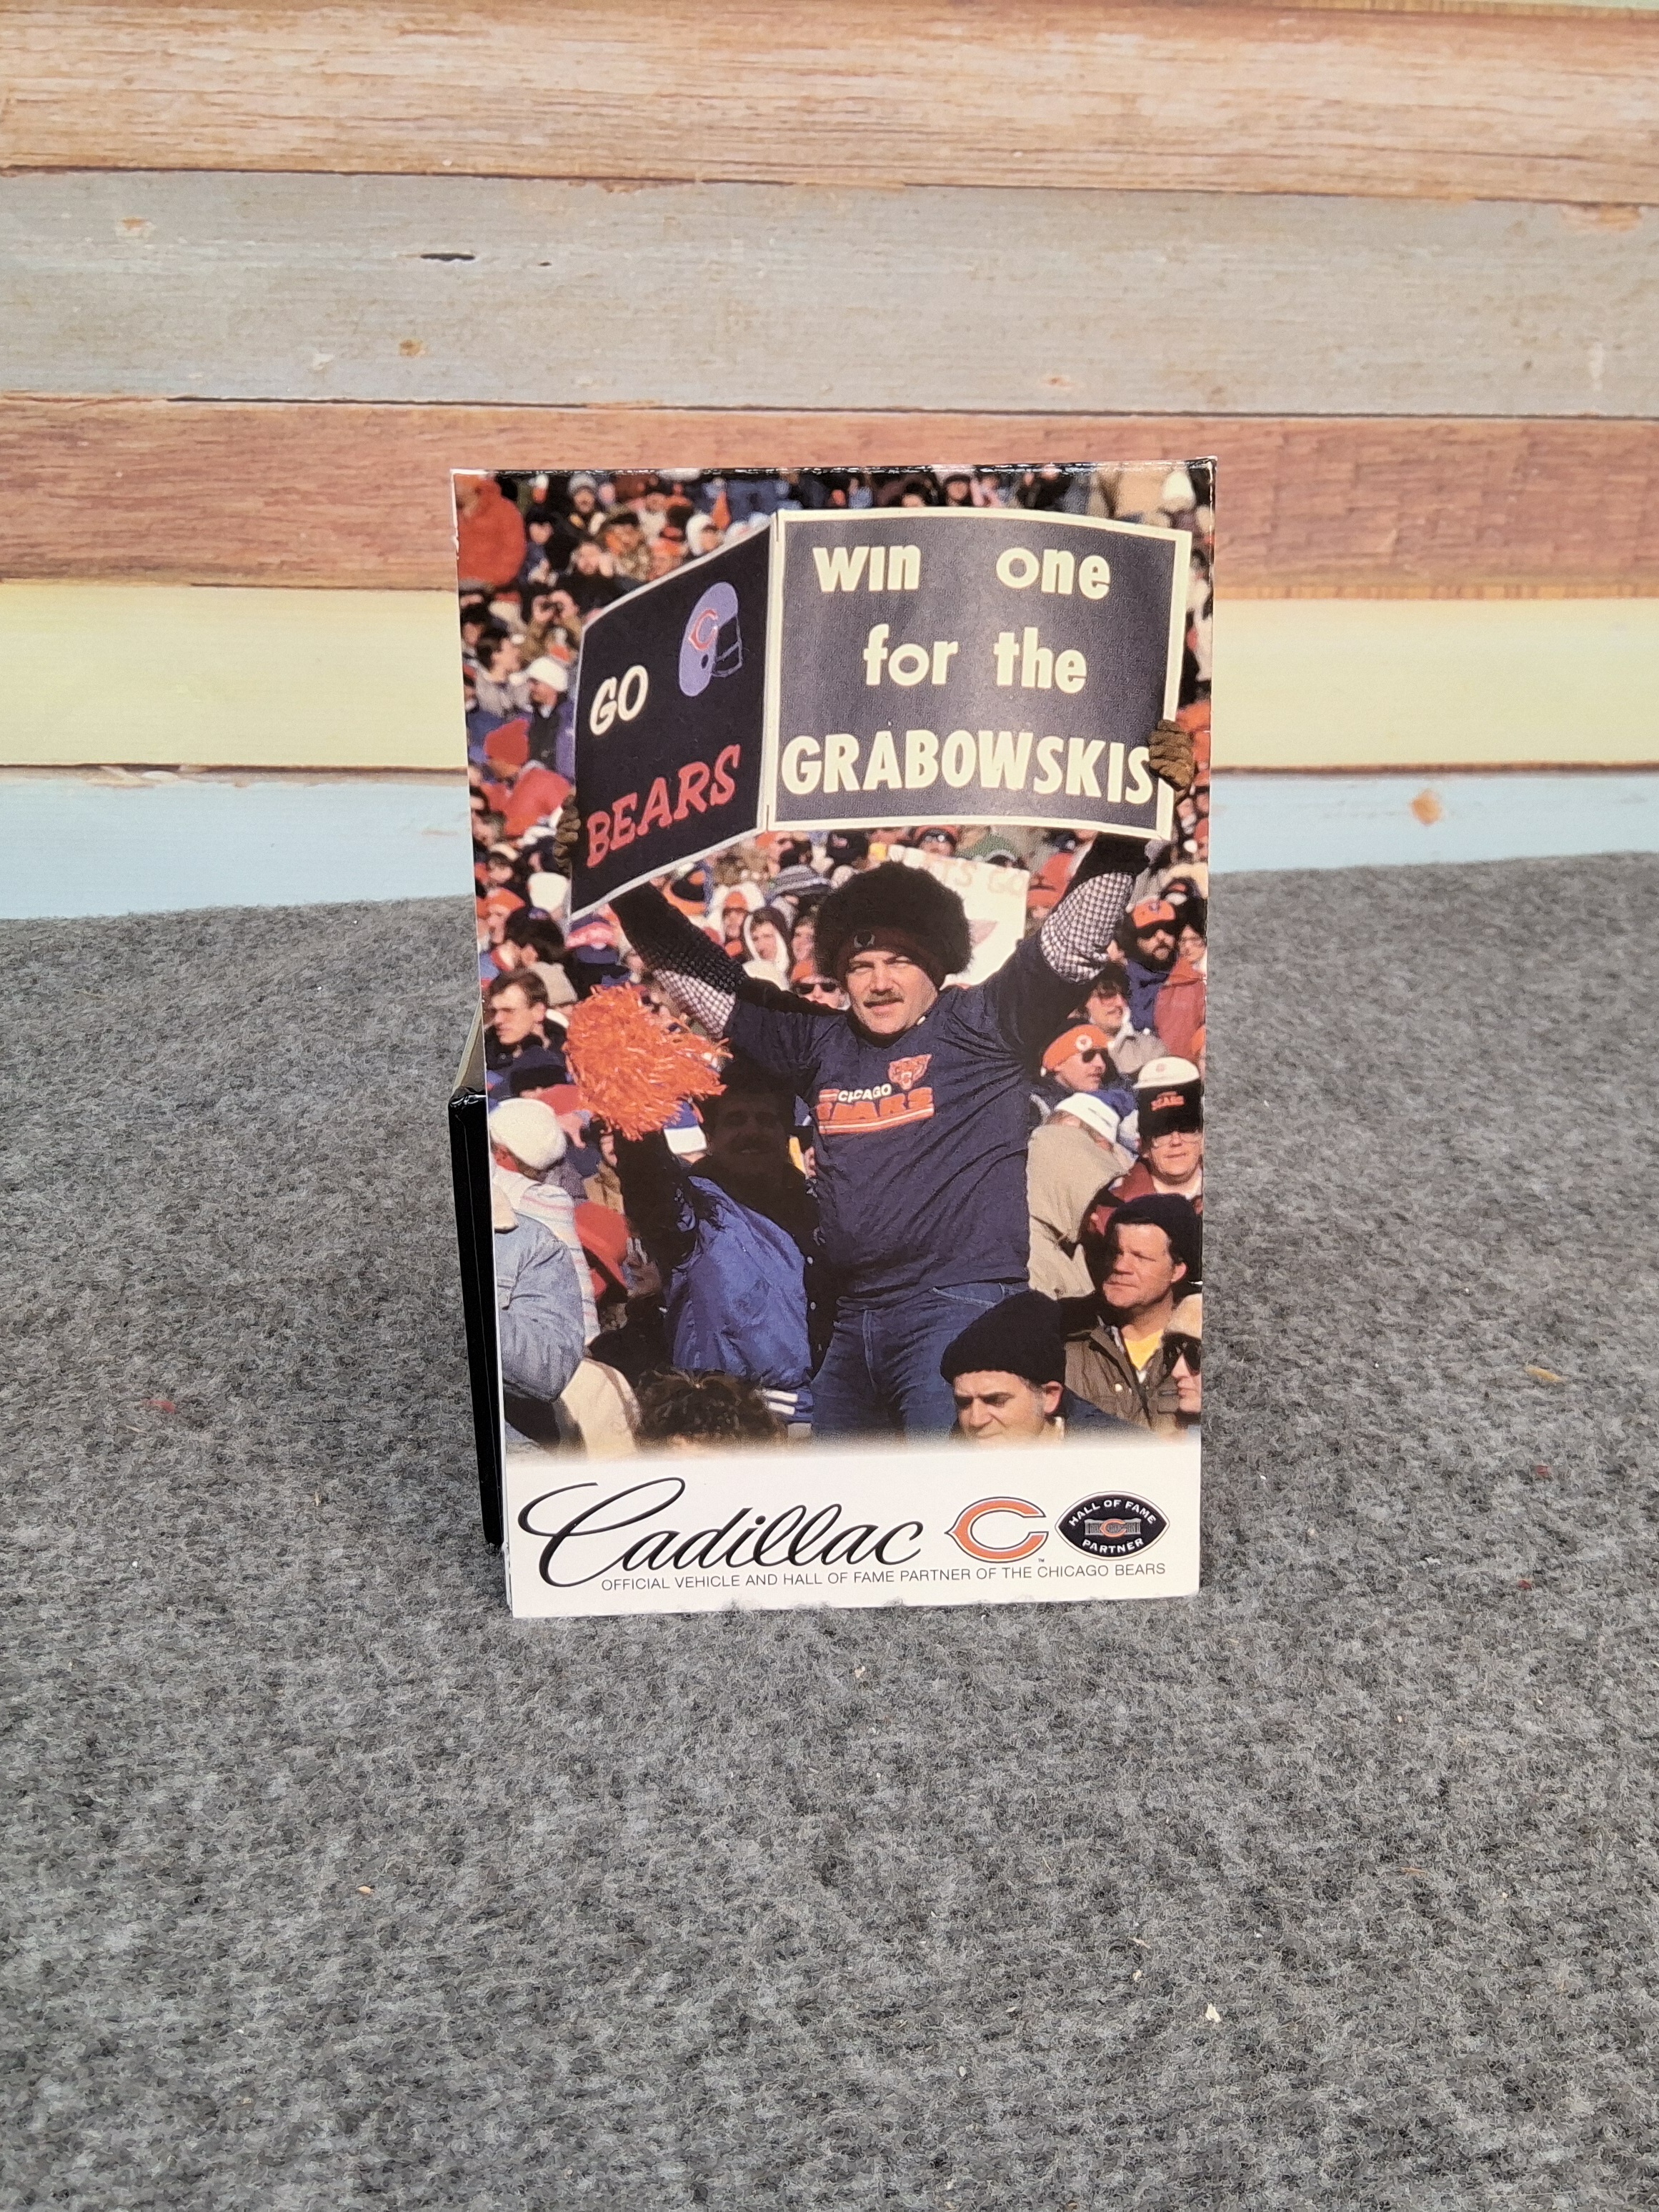 GO
BEARS
WIN one
for the
GRABOWSKIS
CHICAGO
BEARS
Cadillac
HALL OF FAME
PARTNER
OFFICIAL VEHICLE AND HALL OF FAME PARTNER OF THE CHICAGO BEARS